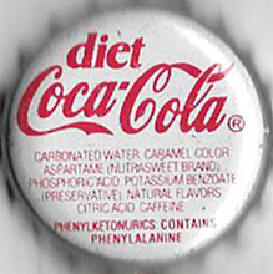 diet
Coca-Cola®
CARBONATED WATER, CARAMEL COLOR
ASPARTAME (NUTRASWEET BRAND)
PHOSPHORIC ACID, POTASSIUM BENZOATE
(PRESERVATIVE) NATURAL FLAVORS
CITRIC ACID CAFFEINE
PHENYLKETONURICS: CONTAINS
PHENYLALANINE